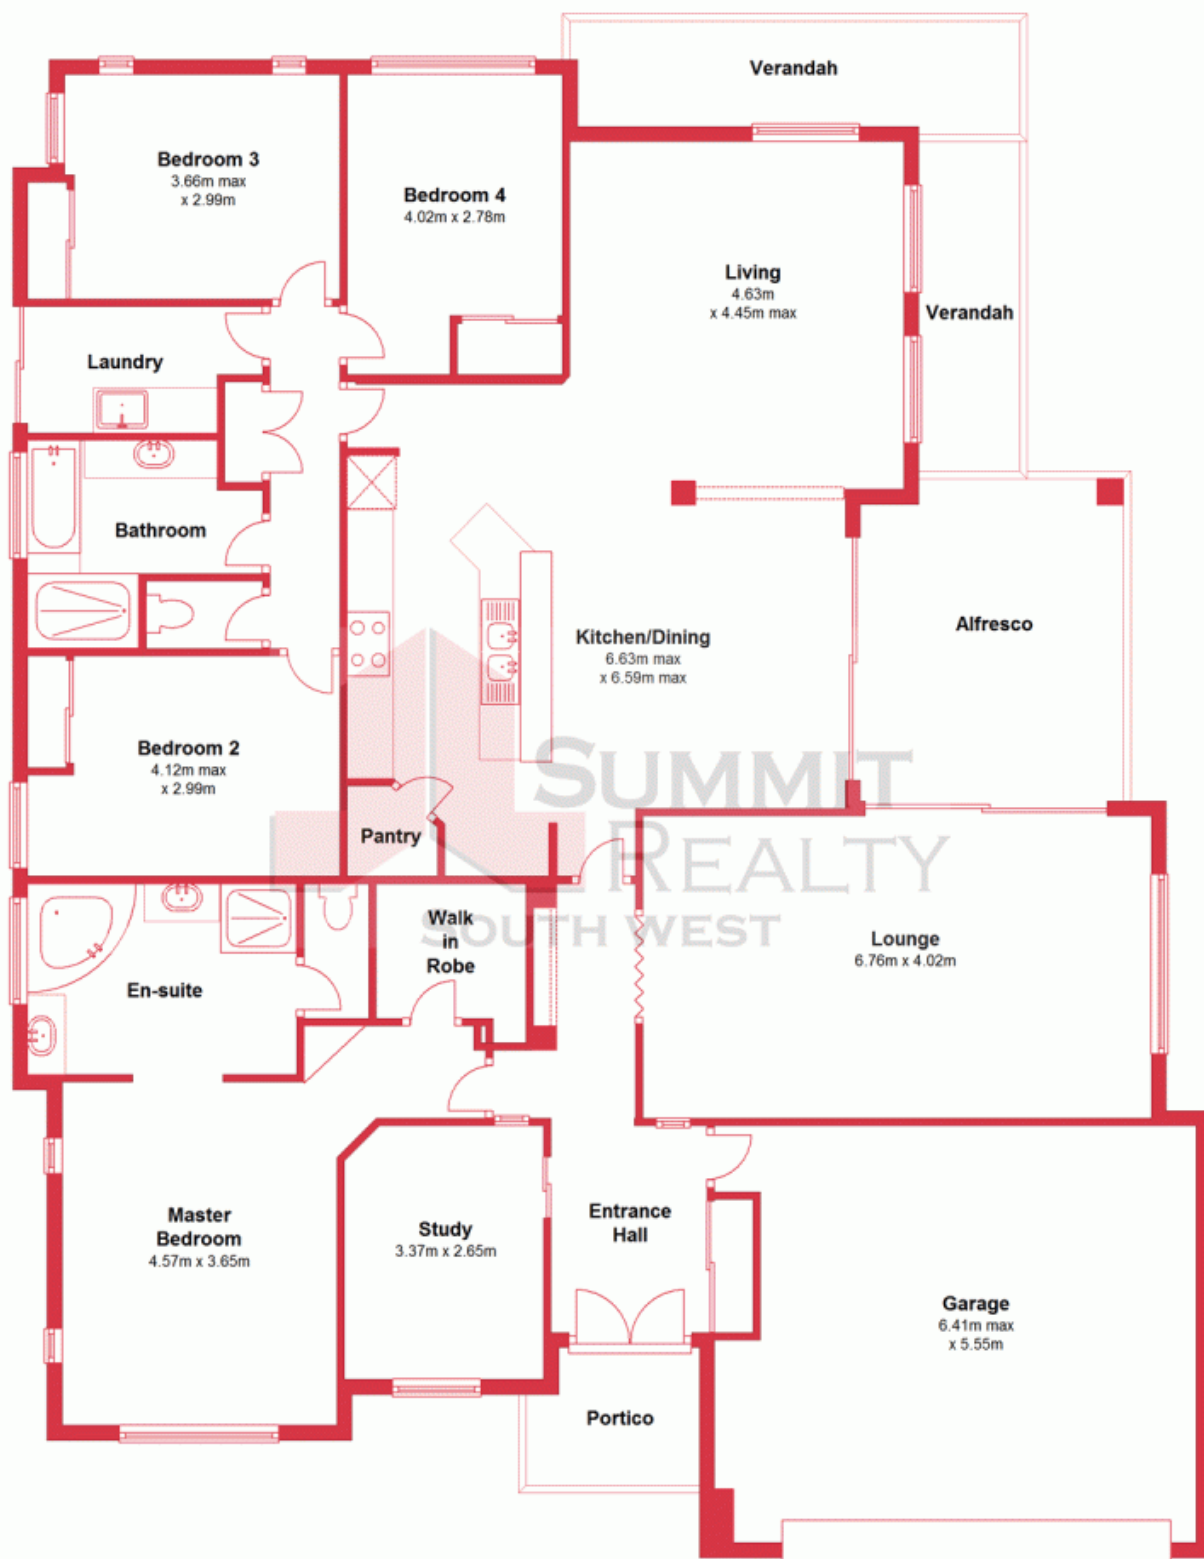 Verandah
Bedroom 3
3.66m max
x 2.99m
Bedroom 4
4.02m x 2.78m
Living
4.63m
x 4.45m max
Verandah
Laundry
Bathroom
Kitchen/Dining
6.63m max
x 6.59m max
Alfresco
Bedroom 2
4.12m max
x 2.99m
Pantry
SUMMIT
REALTY
SOUTH WEST
Walk
in
Robe
Lounge
6.76m x 4.02m
En-suite
Master
Bedroom
4.57m x 3.65m
Study
3.37m x 2.65m
Entrance
Hall
Garage
6.41m max
x 5.55m
Portico